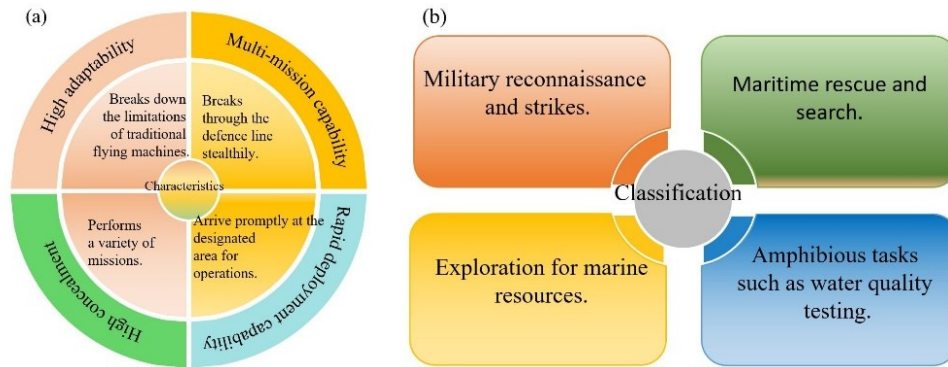 (a)
High adaptability
Multi-mission capability
Breaks down
the limitations
of traditional
flying machines.
Breaks
through the
defence line
stealthily.
Characteristics
Performs
a variety of
missions.
Arrive promptly at the
designated
area for
operations.
High concealment
Rapid deployment capability
(b)
Military reconnaissance
and strikes.
Maritime rescue and
search.
Classification
Exploration for marine
resources.
Amphibious tasks
such as water quality
testing.